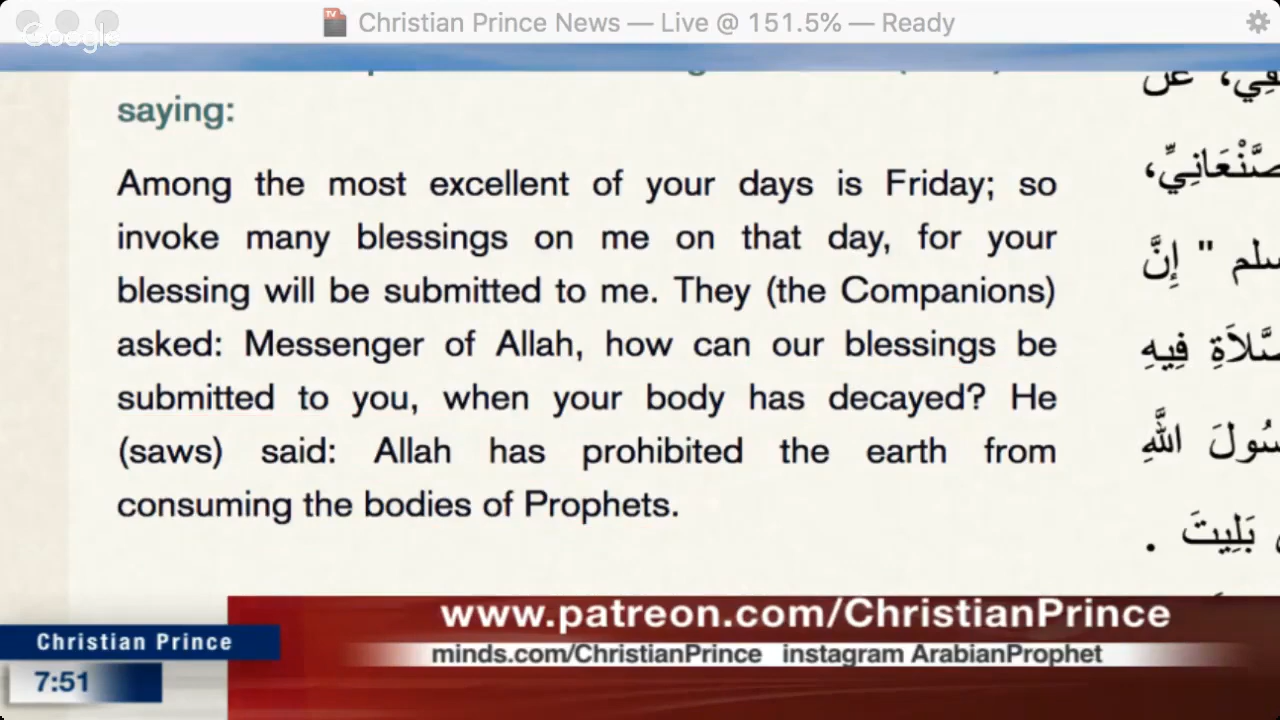 Christian Prince News — Live @ 151.5% — Ready
Google
saying:
Among the most excellent of your days is Friday; so
invoke many blessings on me on that day, for your
blessing will be submitted to me. They (the Companions)
asked: Messenger of Allah, how can our blessings be
submitted to you, when your body has decayed? He
(saws) said: Allah has prohibited the earth from
consuming the bodies of Prophets.
سلم " إِنَّ
فِيهِ
اللَّهِ
بَلِيتَ .
www.patreon.com/ChristianPrince
minds.com/ChristianPrince instagram ArabianProphet
Christian Prince
7:51